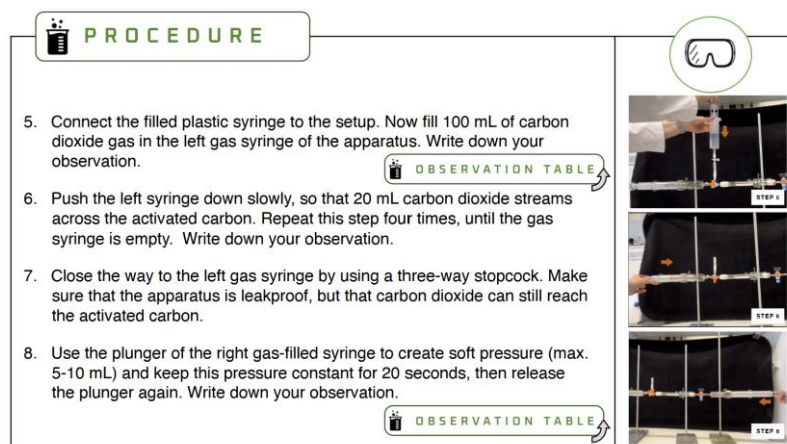 PROCEDURE
5. Connect the filled plastic syringe to the setup. Now fill 100 mL of carbon
dioxide gas in the left gas syringe of the apparatus. Write down your
observation.
OBSERVATION TABLE
6. Push the left syringe down slowly, so that 20 mL carbon dioxide streams
across the activated carbon. Repeat this step four times, until the gas
syringe is empty. Write down your observation.
7. Close the way to the left gas syringe by using a three-way stopcock. Make
sure that the apparatus is leakproof, but that carbon dioxide can still reach
the activated carbon.
8. Use the plunger of the right gas-filled syringe to create soft pressure (max.
5-10 mL) and keep this pressure constant for 20 seconds, then release
the plunger again. Write down your observation.
OBSERVATION TABLE
STEP 5
STEP 6
STEP 8